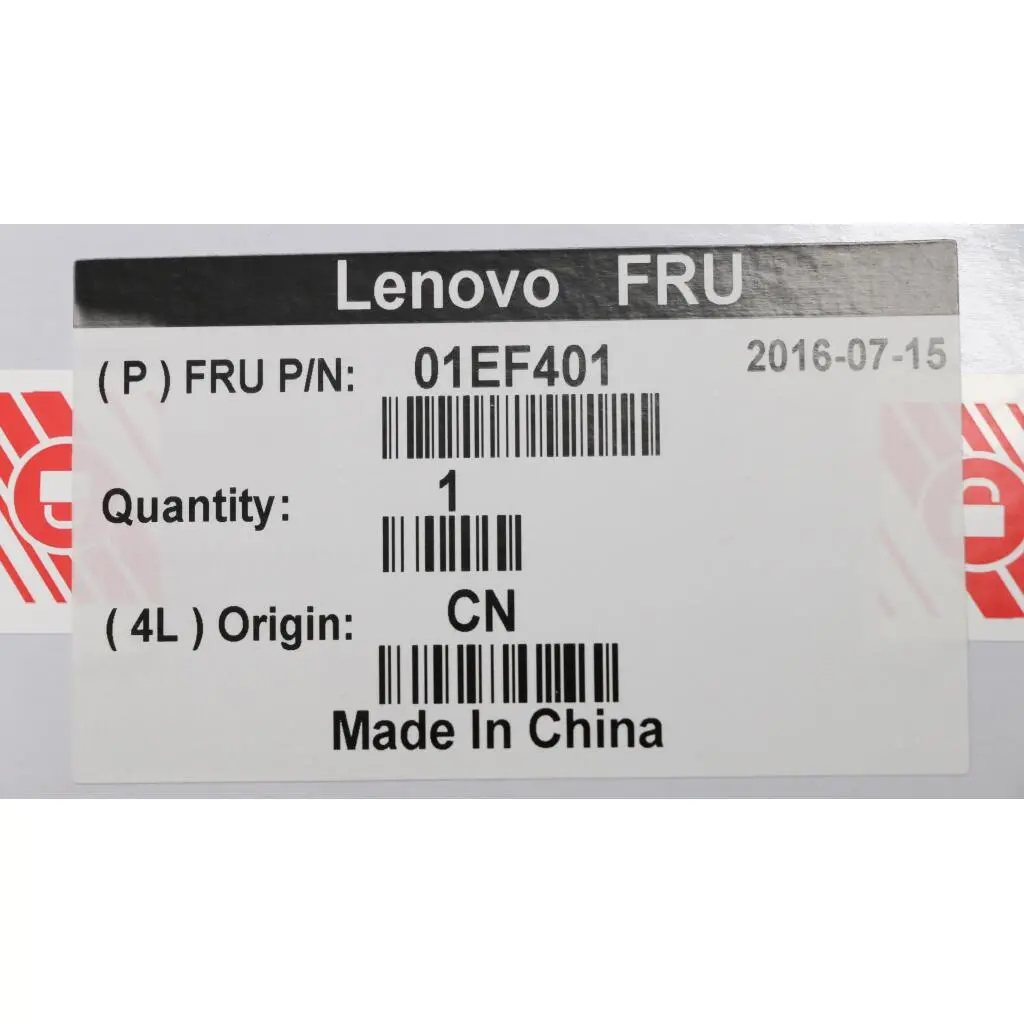 Lenovo FRU
( P ) FRU P/N: 01EF401 2016-07-15
Quantity: 1
( 4L ) Origin: CN
Made In China